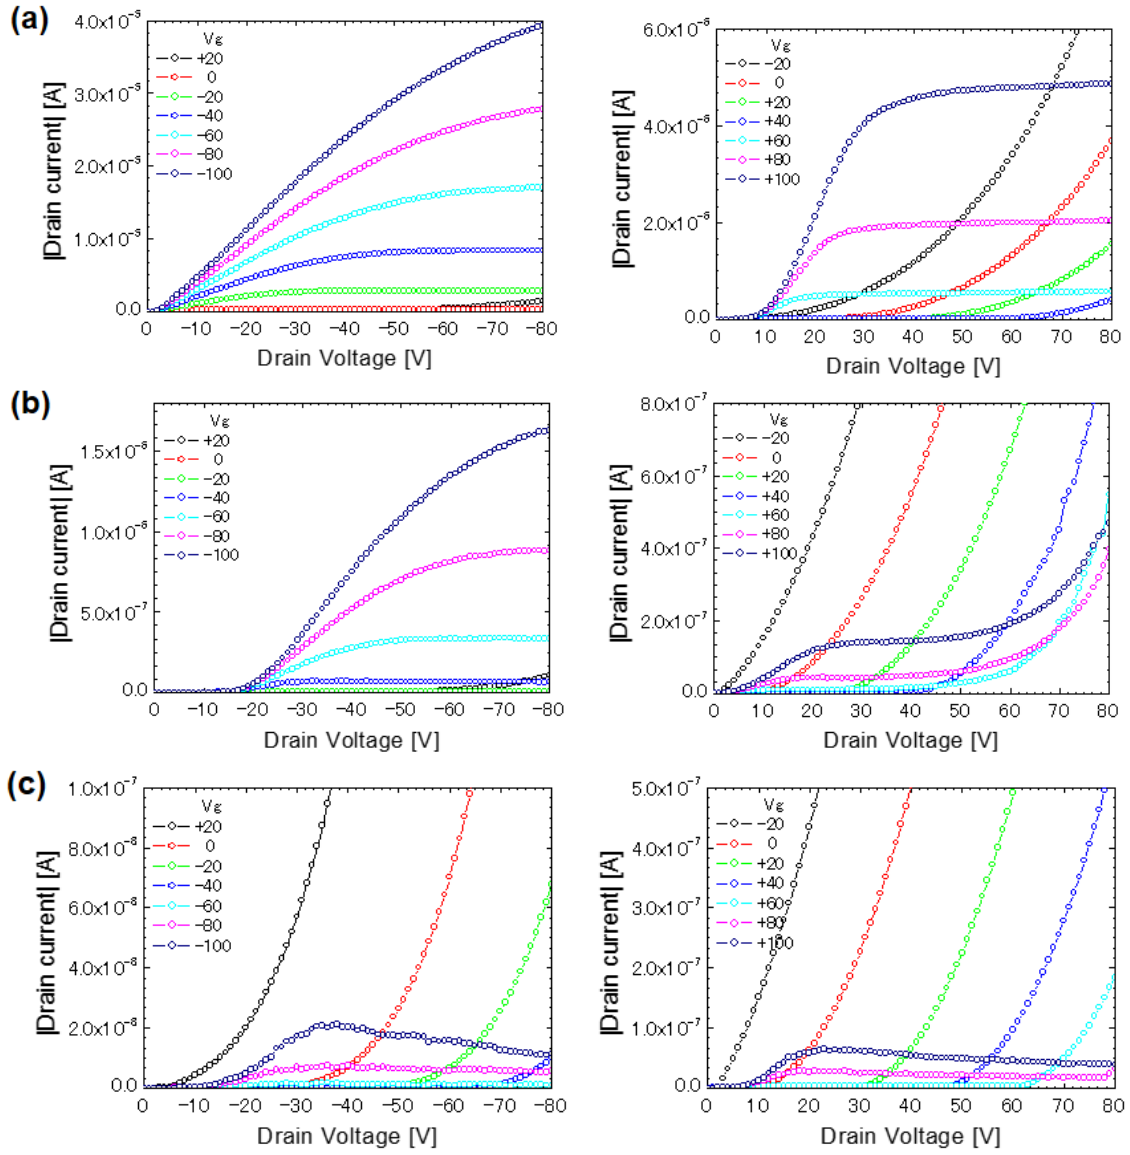 (a)
4.0x10⁻⁵
3.0x10⁻⁵
2.0x10⁻⁵
1.0x10⁻⁵
0.0
|Drain current| [A]
Vg
+20
0
−20
−40
−60
−80
−100
0 −10 −20 −30 −40 −50 −60 −70 −80
Drain Voltage [V]
6.0x10⁻⁶
4.0x10⁻⁶
2.0x10⁻⁶
0.0
|Drain current| [A]
Vg
−20
0
+20
+40
+60
+80
+100
0 10 20 30 40 50 60 70 80
Drain Voltage [V]
(b)
1.5x10⁻⁶
1.0x10⁻⁶
5.0x10⁻⁷
0.0
|Drain current| [A]
Vg
+20
0
−20
−40
−60
−80
−100
0 −10 −20 −30 −40 −50 −60 −70 −80
Drain Voltage [V]
8.0x10⁻⁷
6.0x10⁻⁷
4.0x10⁻⁷
2.0x10⁻⁷
0.0
|Drain current| [A]
Vg
−20
0
+20
+40
+60
+80
+100
0 10 20 30 40 50 60 70 80
Drain Voltage [V]
(c)
1.0x10⁻⁷
8.0x10⁻⁸
6.0x10⁻⁸
4.0x10⁻⁸
2.0x10⁻⁸
0.0
|Drain current| [A]
Vg
+20
0
−20
−40
−60
−80
−100
0 −10 −20 −30 −40 −50 −60 −70 −80
Drain Voltage [V]
5.0x10⁻⁷
4.0x10⁻⁷
3.0x10⁻⁷
2.0x10⁻⁷
1.0x10⁻⁷
0.0
|Drain current| [A]
Vg
−20
0
+20
+40
+60
+80
+100
0 10 20 30 40 50 60 70 80
Drain Voltage [V]